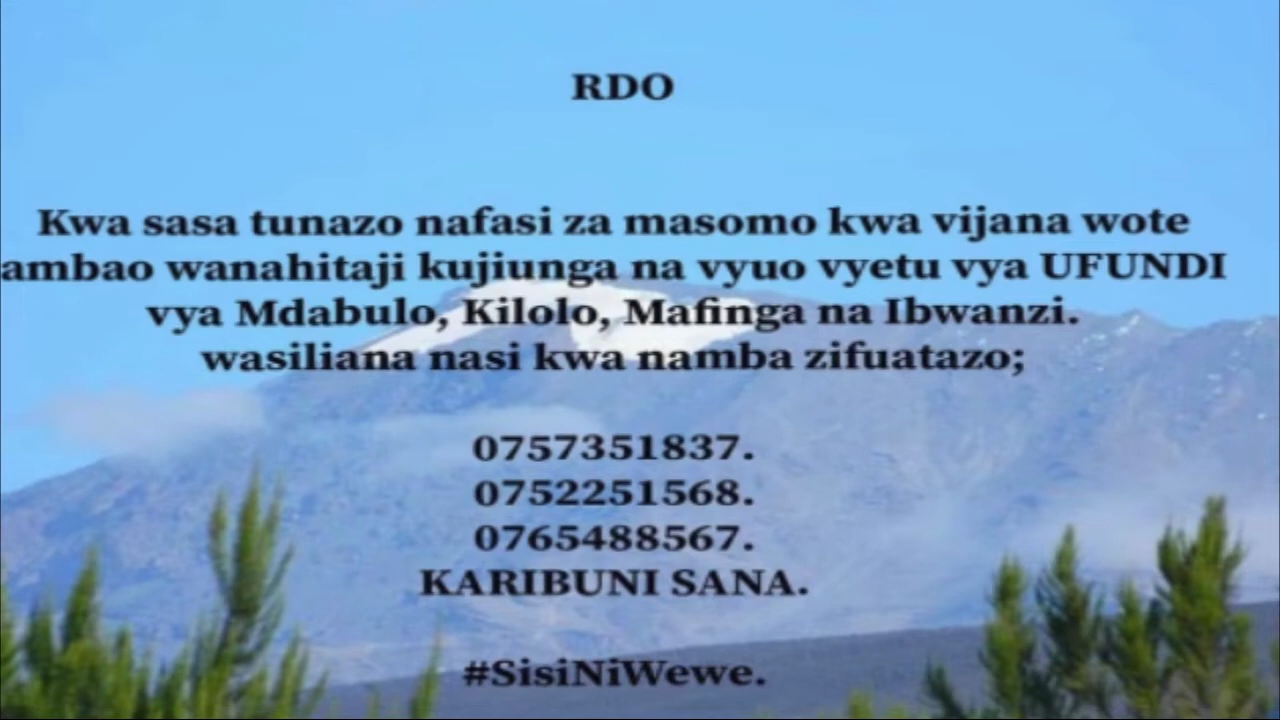 RDO
Kwa sasa tunazo nafasi za masomo kwa vijana wote
ambao wanahitaji kujiunga na vyuo vyetu vya UFUNDI
vya Mdabulo, Kilolo, Mafinga na Ibwanzi.
wasiliana nasi kwa namba zifuatazo;
0757351837.
0752251568.
0765488567.
KARIBUNI SANA.
#SisiNiWewe.